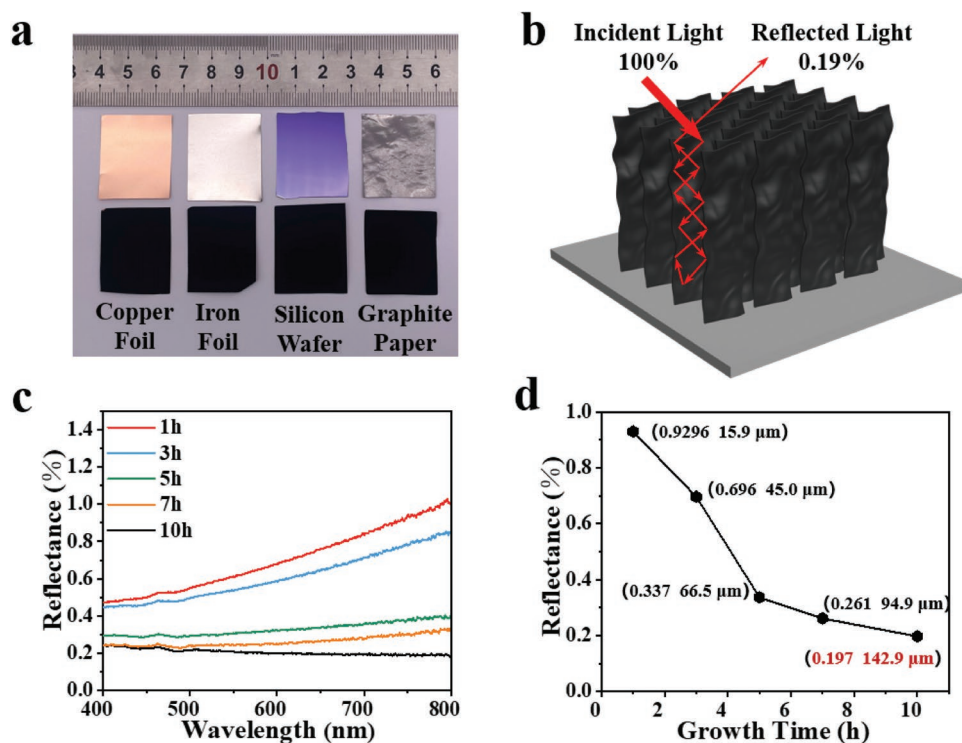 a
3 4 5 6 7 8 9 10 1 2 3 4 5 6
Copper Iron Silicon Graphite
Foil Foil Wafer Paper
b
Incident Light Reflected Light
100% 0.19%
c
1.4
1.2
1.0
0.8
0.6
0.4
0.2
0.0
Reflectance (%)
1h
3h
5h
7h
10h
400 500 600 700 800
Wavelength (nm)
d
1.0
0.8
0.6
0.4
0.2
0.0
Reflectance (%)
(0.9296 15.9 μm)
(0.696 45.0 μm)
(0.337 66.5 μm)
(0.261 94.9 μm)
(0.197 142.9 μm)
0 2 4 6 8 10
Growth Time (h)